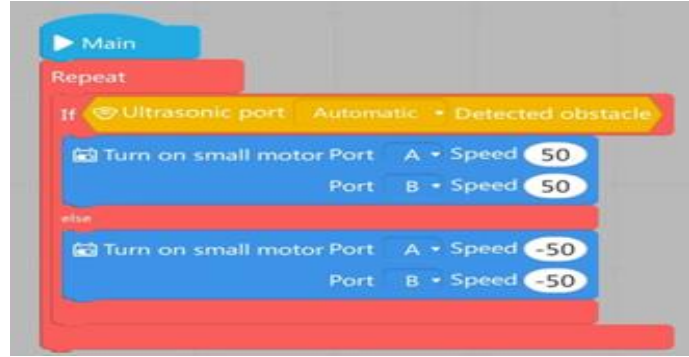 Main
Repeat
If Ultrasonic port Automatic Detected obstacle
Turn on small motor Port A Speed 50
Port B Speed 50
else
Turn on small motor Port A Speed -50
Port B Speed -50